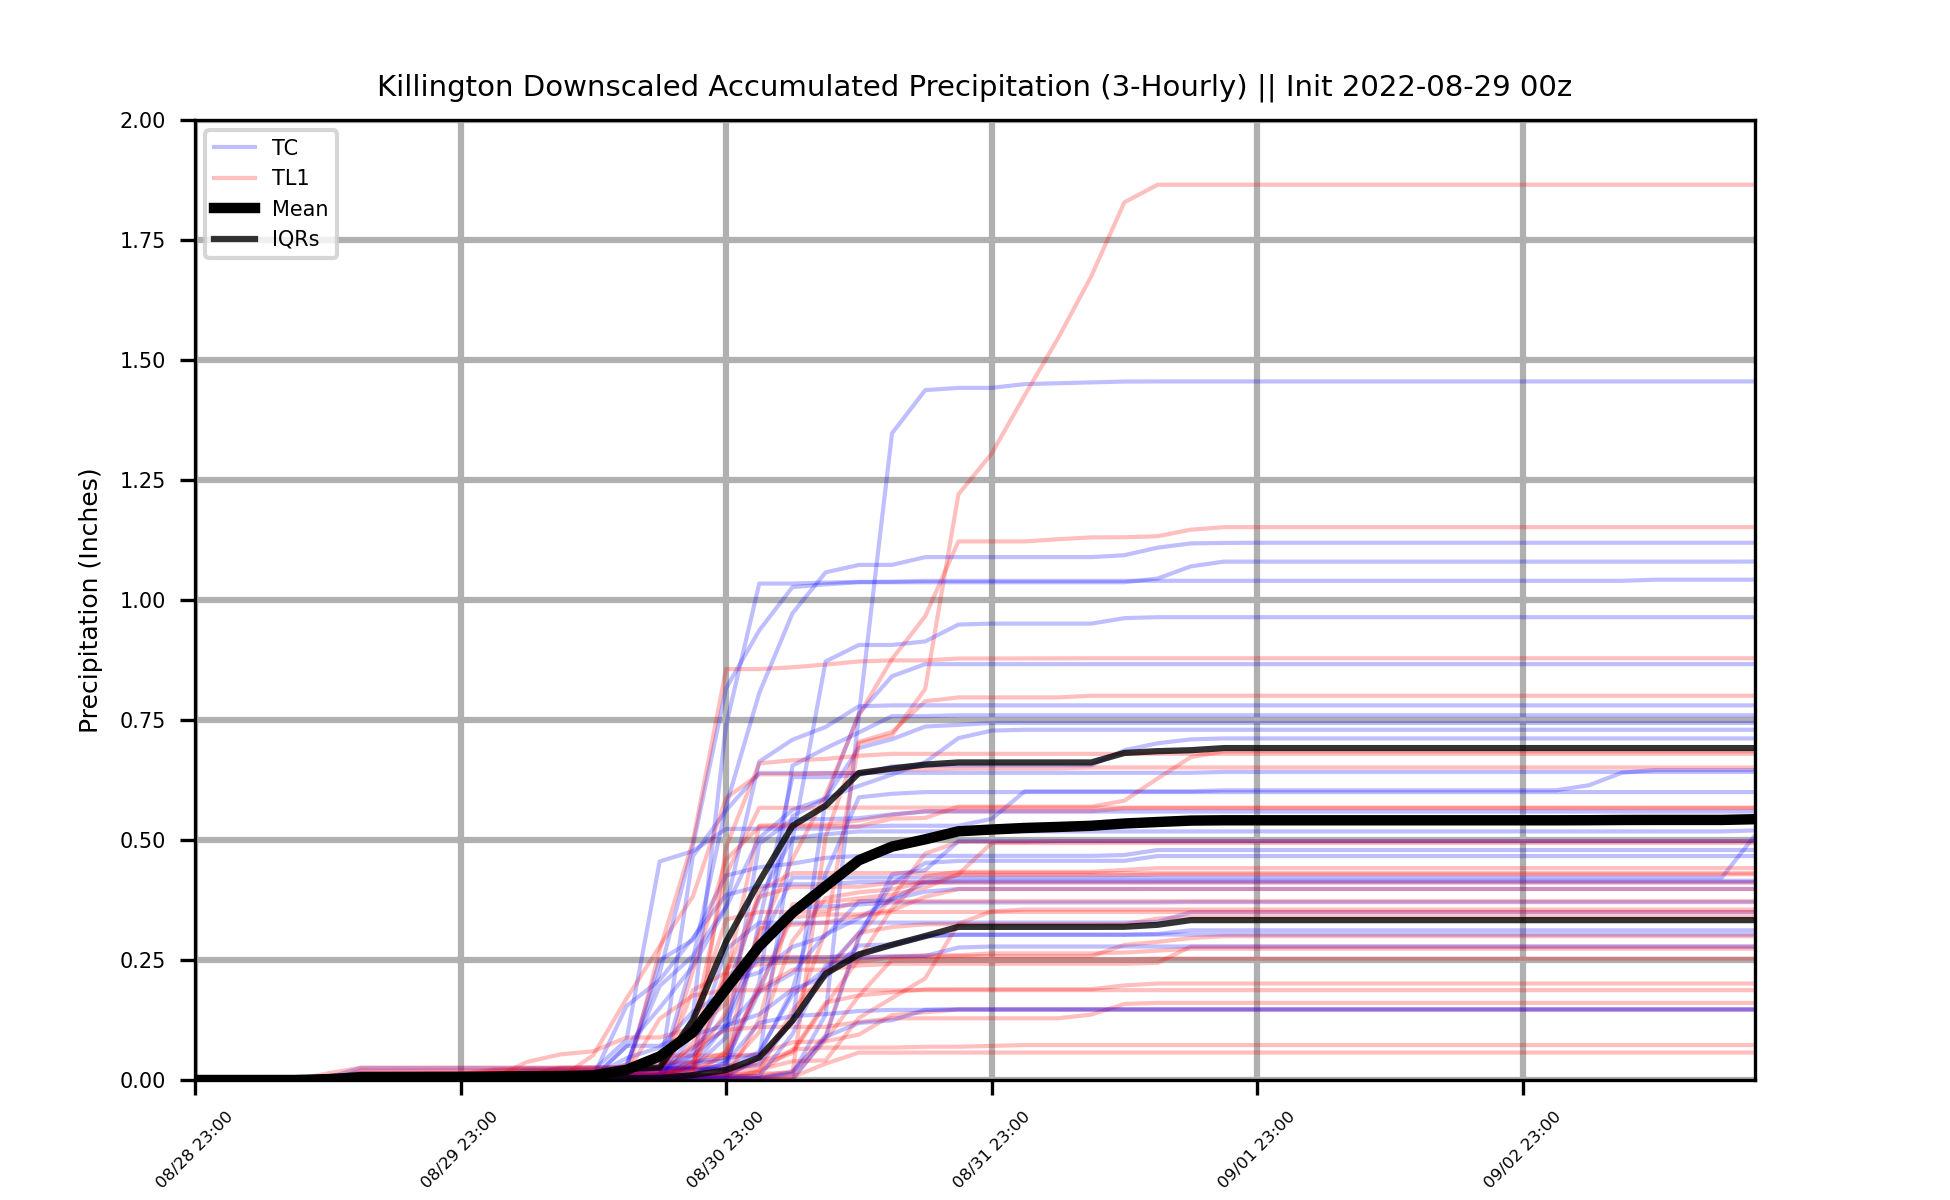 Killington Downscaled Accumulated Precipitation (3-Hourly) || Init 2022-08-29 00z
TC
TL1
Mean
IQRs
Precipitation (Inches)
2.00
1.75
1.50
1.25
1.00
0.75
0.50
0.25
0.00
08/28 23:00
08/29 23:00
08/30 23:00
08/31 23:00
09/01 23:00
09/02 23:00